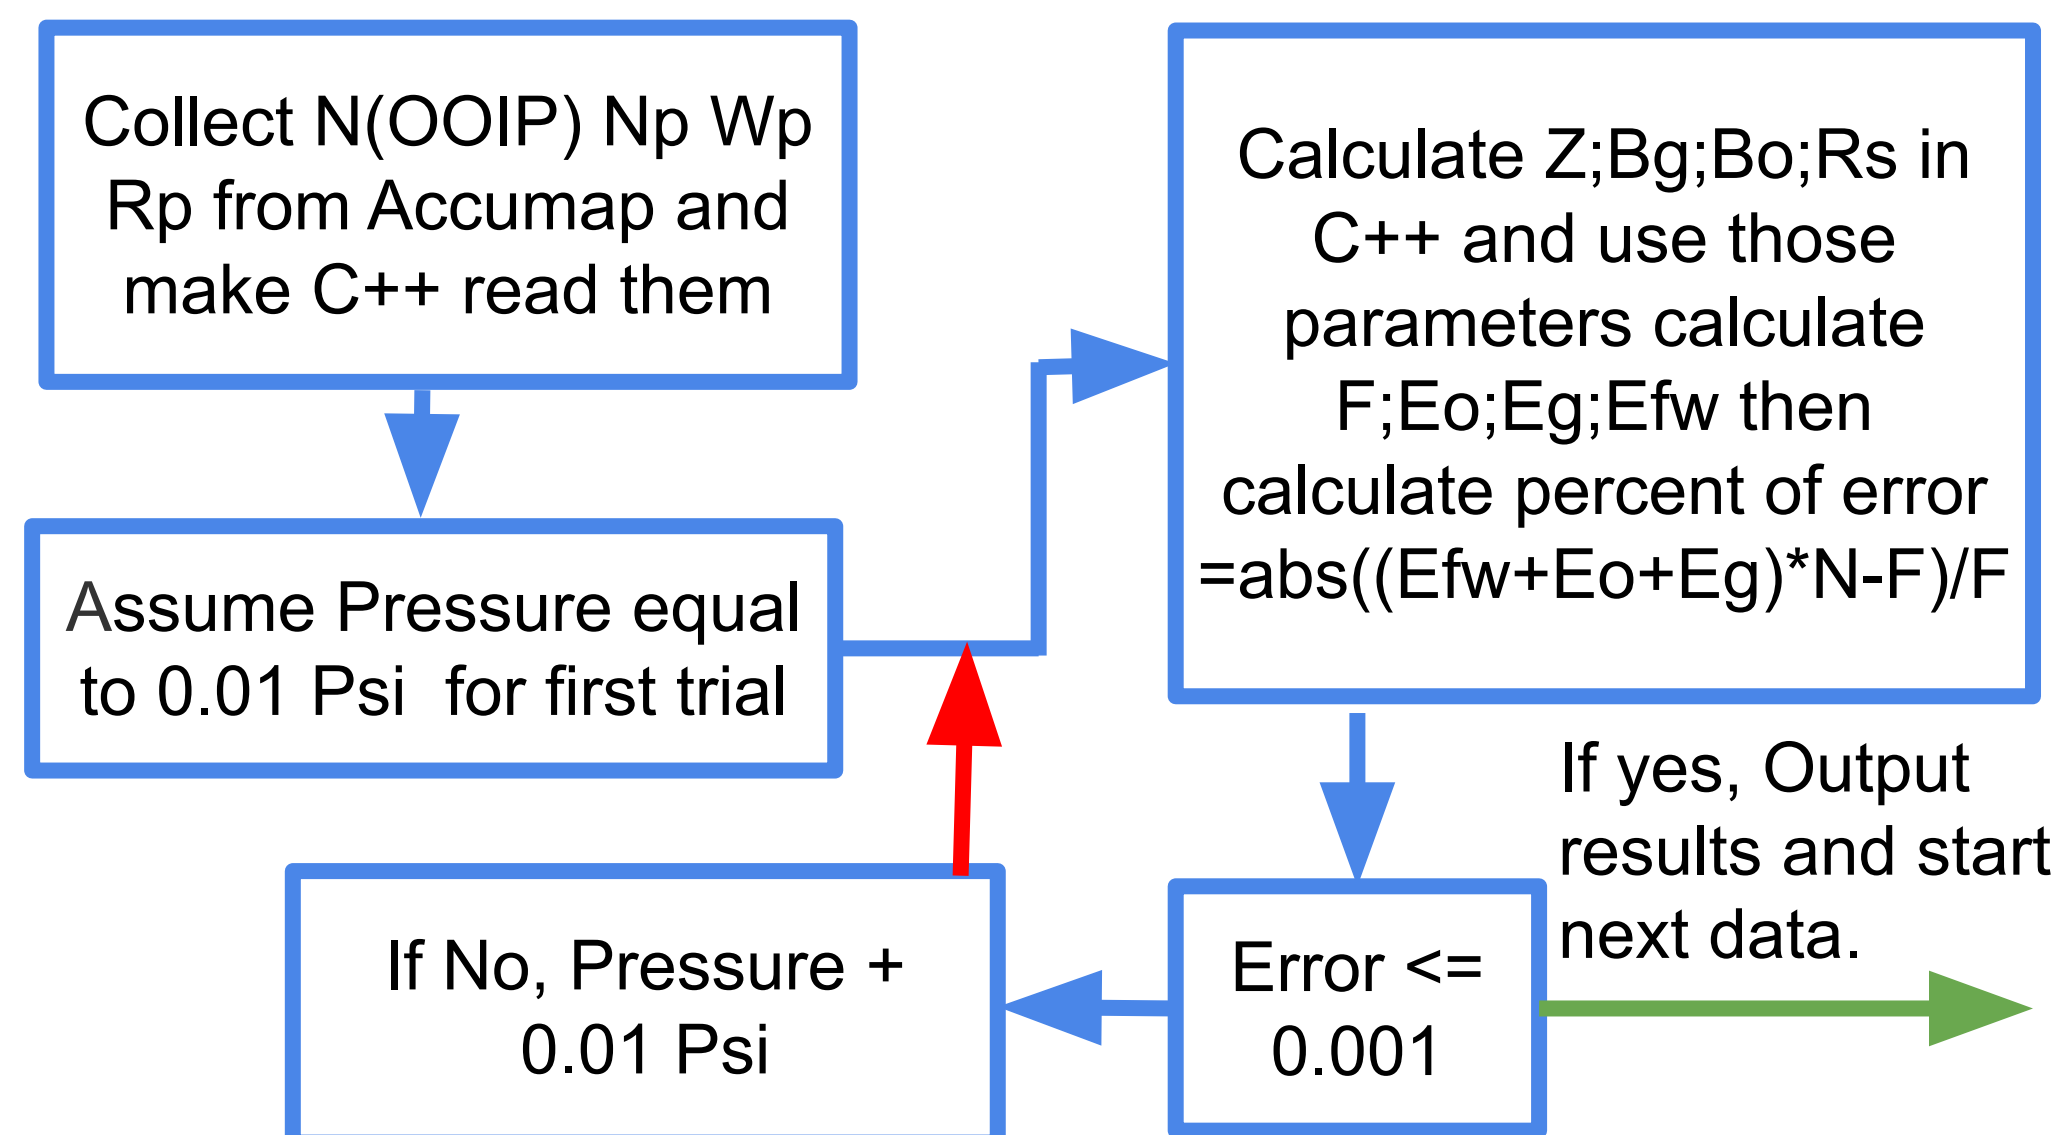 Collect N(OOIP) Np Wp
Rp from Accumap and
make C++ read them
Assume Pressure equal
to 0.01 Psi  for first trial
Calculate Z;Bg;Bo;Rs in
C++ and use those
parameters calculate
F;Eo;Eg;Efw then
calculate percent of error
=abs((Efw+Eo+Eg)*N-F)/F
Error <=
0.001
If No, Pressure +
0.01 Psi
If yes, Output
results and start
next data.